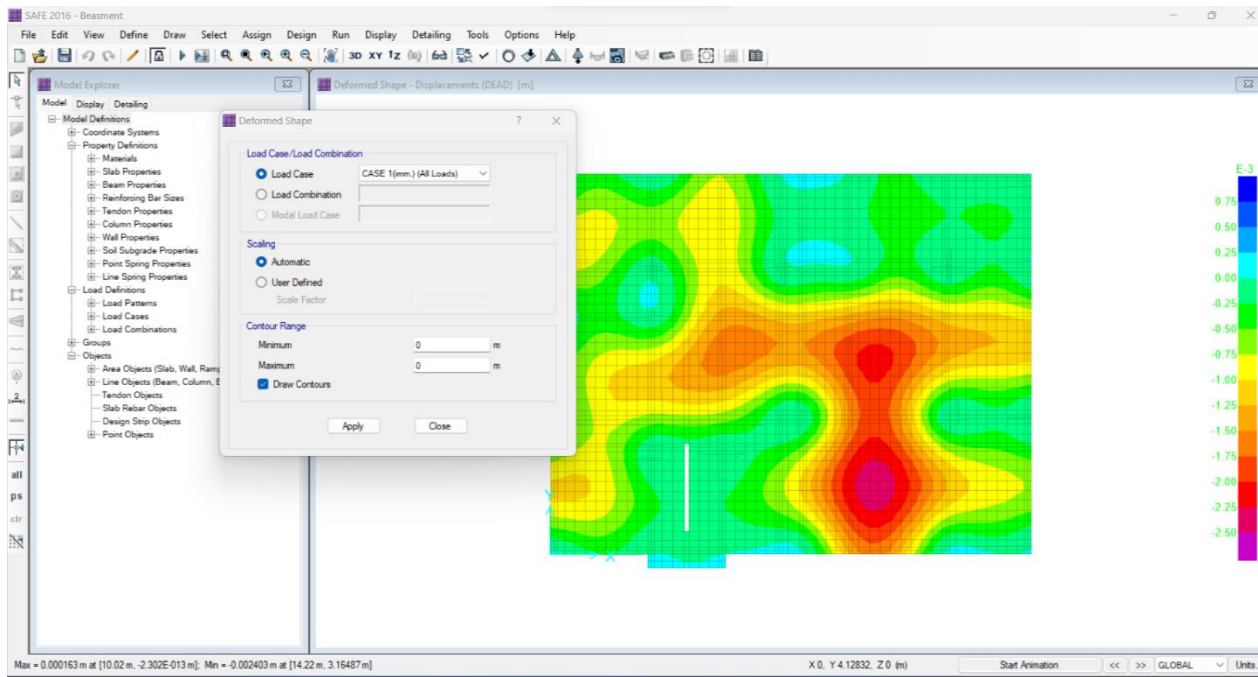 SAFE 2016 - Beasment
File Edit View Define Draw Select Assign Design Run Display Detailing Tools Options Help
3D XY
Model Explorer
Deformed Shape - Displacements (DEAD) [m]
Model Display Detailing
Model Definitions
Coordinate Systems
Property Definitions
Materials
Slab Properties
Beam Properties
Reinforcing Bar Sizes
Tendon Properties
Column Properties
Wall Properties
Soil Subgrade Properties
Point Spring Properties
Line Spring Properties
Load Definitions
Load Patterns
Load Cases
Load Combinations
Groups
Objects
Area Objects (Slab, Wall, Ramp
Line Objects (Beam, Column, B
Tendon Objects
Slab Rebar Objects
Design Strip Objects
Point Objects
all
ps
clr
Deformed Shape ?
Load Case/Load Combination
Load Case CASE 1(imm.) (All Loads)
Load Combination
Modal Load Case
Scaling
Automatic
User Defined
Scale Factor
Contour Range
Minimum 0 m
Maximum 0 m
Draw Contours
Apply Close
Y
X
E-3
0.75
0.50
0.25
0.00
-0.25
-0.50
-0.75
-1.00
-1.25
-1.50
-1.75
-2.00
-2.25
-2.50
Max = 0.000163 m at [10.02 m, -2.302E-013 m]; Min = -0.002403 m at [14.22 m, 3.16487 m]
X 0, Y 4.12832, Z 0 (m)
Start Animation << >> GLOBAL Units.